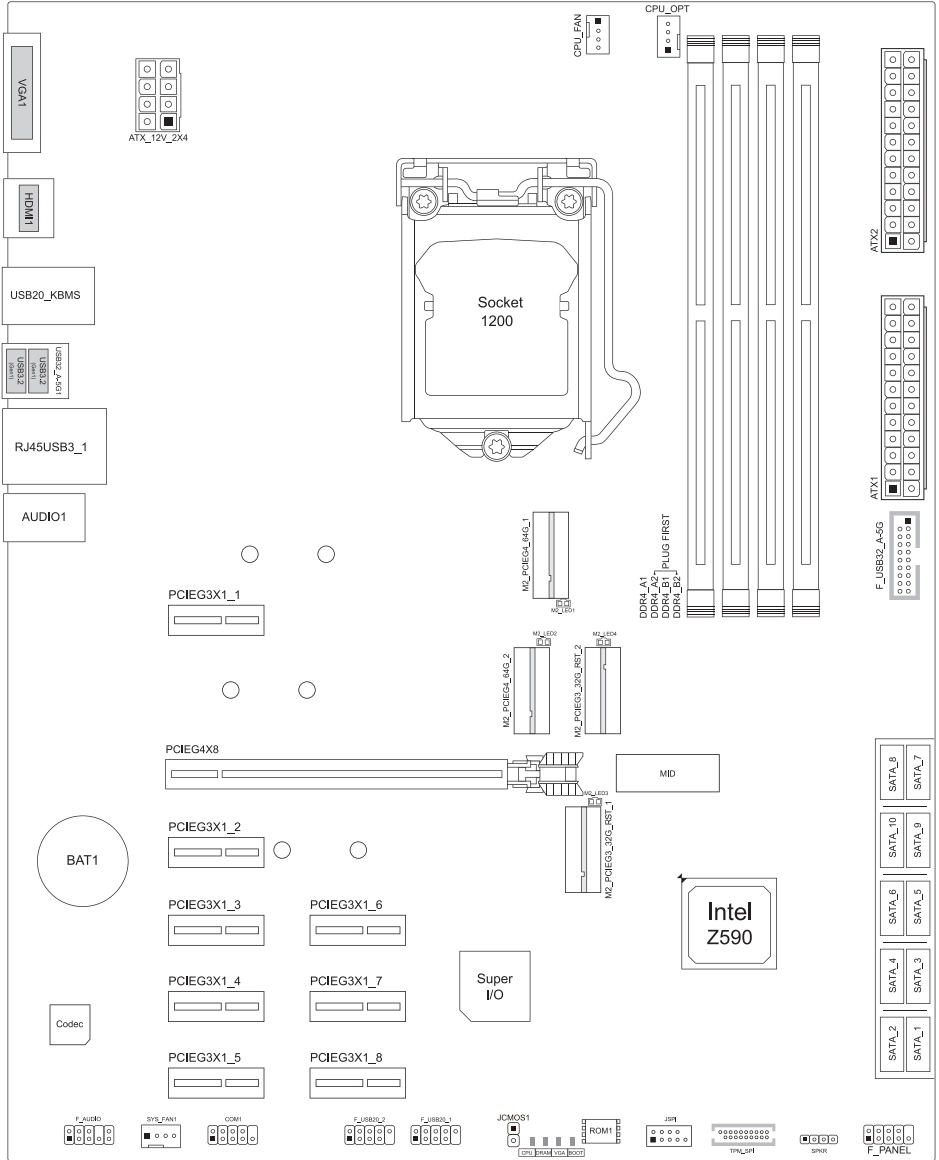 CPU_FAN
CPU_OPT
VGA1
ATX_12V_2X4
HDMI1
ATX2
USB20_KBMS
Socket
1200
USB3.2
(Gen1)
USB3.2
(Gen1)
USB32_A-5G1
RJ45USB3_1
ATX1
AUDIO1
F_USB32_A-5G
M2_PCIEG4_64G_1
M2_LED1
DDR4_A1
DDR4_A2
DDR4_B1
DDR4_B2
PLUG FIRST
PCIEG3X1_1
M2_LED2
M2_LED4
M2_PCIEG4_64G_2
M2_PCIEG3_32G_RST_2
PCIEG4X8
MID
SATA_8
SATA_7
M2_LED3
M2_PCIEG3_32G_RST_1
PCIEG3X1_2
SATA_10
SATA_9
BAT1
PCIEG3X1_3
PCIEG3X1_6
Intel
Z590
SATA_6
SATA_5
PCIEG3X1_4
PCIEG3X1_7
Super
I/O
SATA_4
SATA_3
Codec
PCIEG3X1_5
PCIEG3X1_8
SATA_2
SATA_1
F_AUDIO
SYS_FAN1
COM1
F_USB20_2
F_USB20_1
JCMOS1
CPU DRAM VGA BOOT
ROM1
JSPI
TPM_SPI
SPKR
F_PANEL